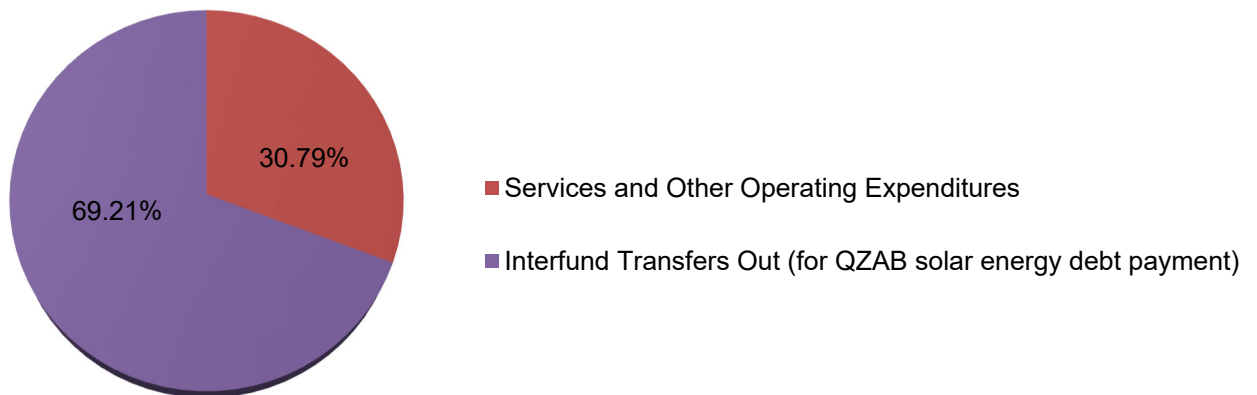 30.79%
69.21%
Services and Other Operating Expenditures
Interfund Transfers Out (for QZAB solar energy debt payment)